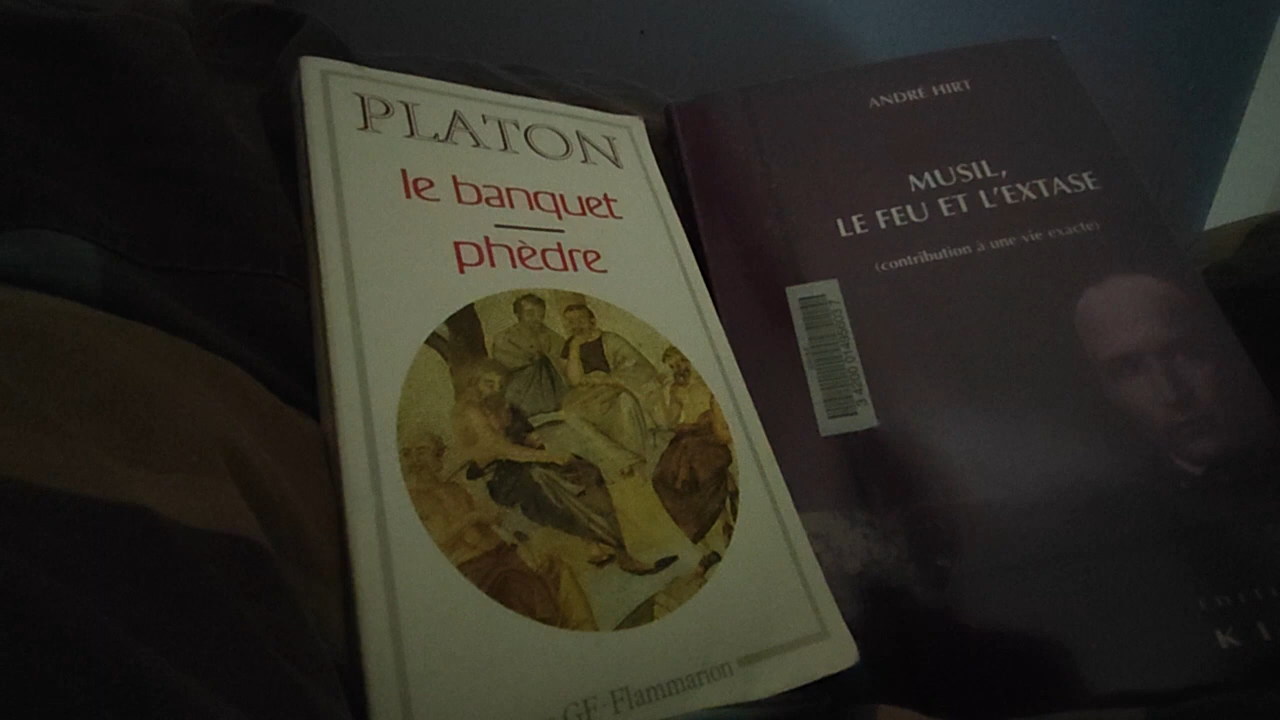 PLATON
le banquet
phèdre
GF-Flammarion
ANDRÉ HIRT
MUSIL,
LE FEU ET L'EXTASE
(contribution à une vie exacte)